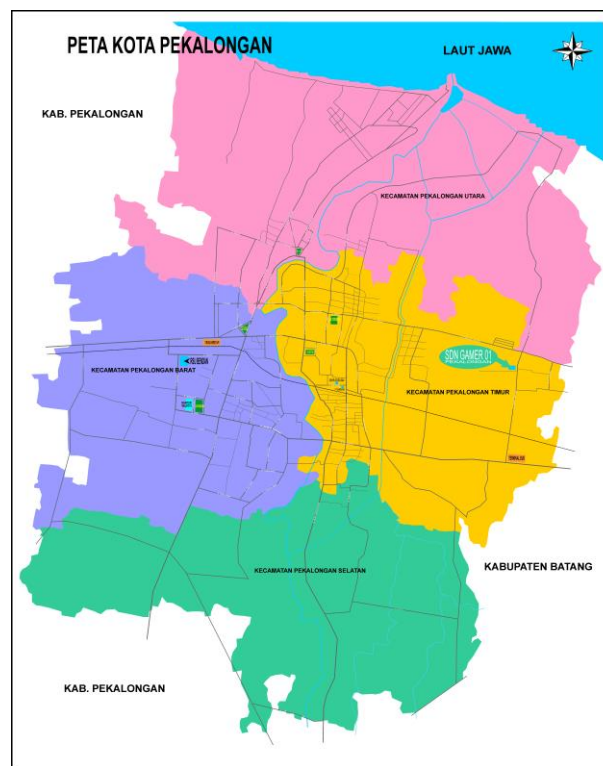 PETA KOTA PEKALONGAN
LAUT JAWA
KAB. PEKALONGAN
KECAMATAN PEKALONGAN UTARA
SDN GAMER 01
PEKALONGAN
KECAMATAN PEKALONGAN BARAT
KECAMATAN PEKALONGAN TIMUR
KECAMATAN PEKALONGAN SELATAN
KABUPATEN BATANG
KAB. PEKALONGAN